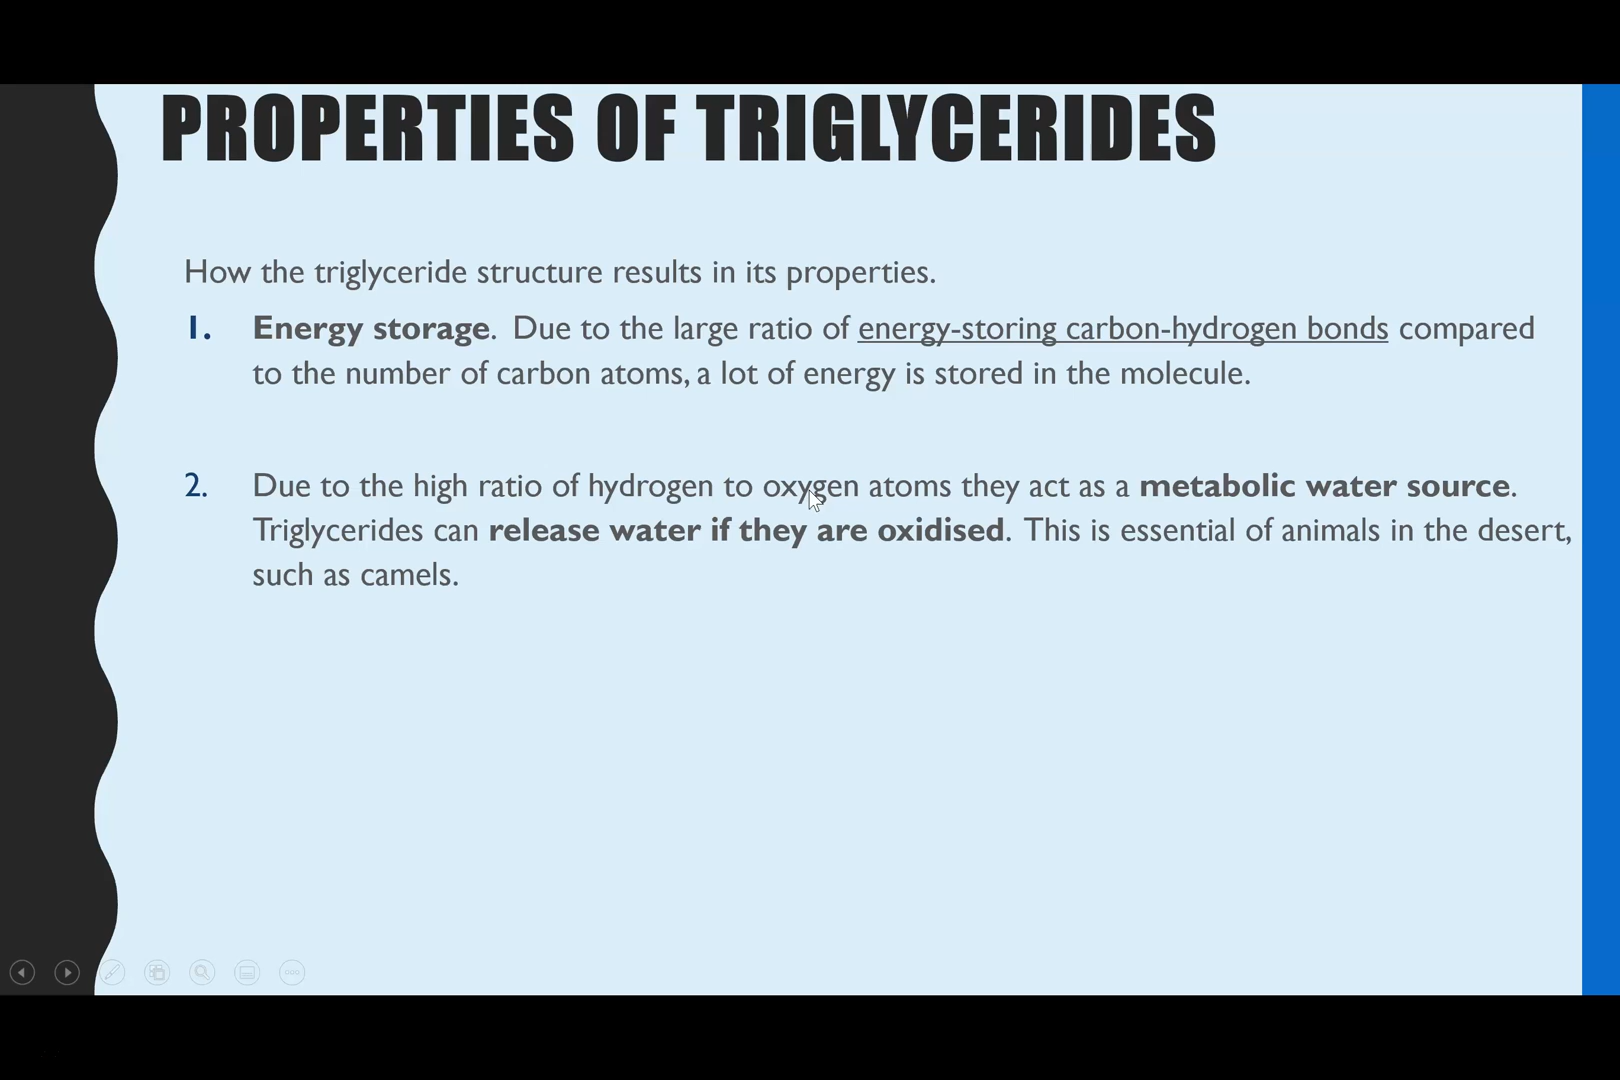 PROPERTIES OF TRIGLYCERIDES
How the triglyceride structure results in its properties.
1. Energy storage. Due to the large ratio of energy-storing carbon-hydrogen bonds compared
to the number of carbon atoms, a lot of energy is stored in the molecule.
2. Due to the high ratio of hydrogen to oxygen atoms they act as a metabolic water source.
Triglycerides can release water if they are oxidised. This is essential of animals in the desert,
such as camels.